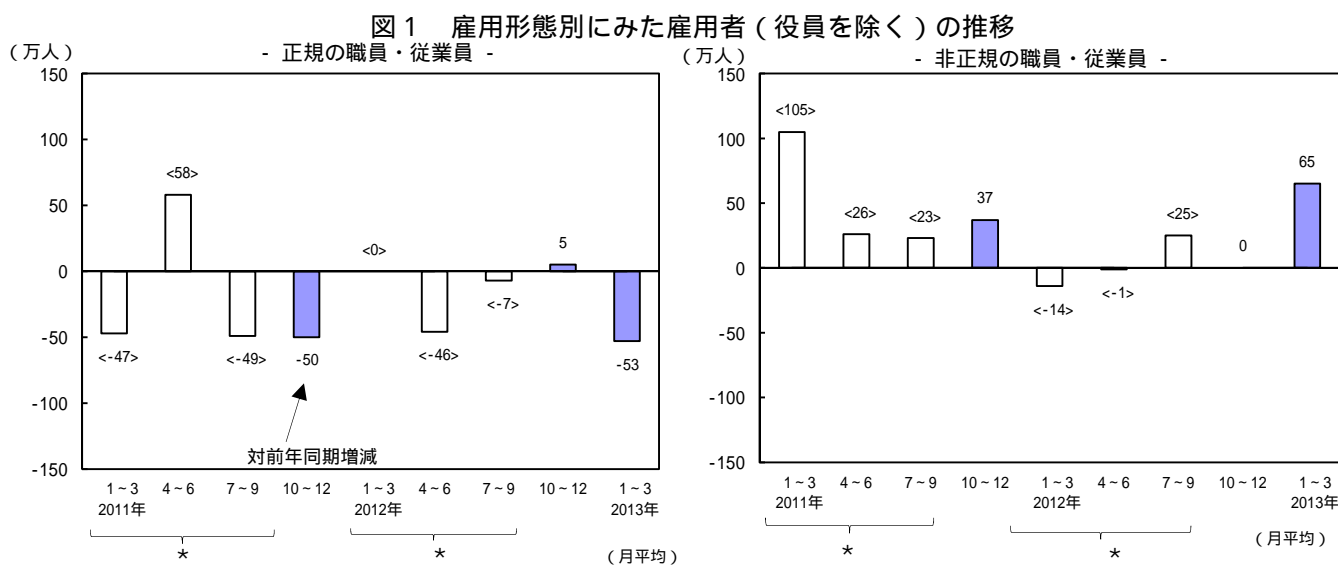 図1 雇用形態別にみた雇用者(役員を除く)の推移
(万人)
- 正規の職員・従業員 -
150
100
50
0
-50
-100
-150
<-47>
<58>
<-49>
-50
<0>
<-46>
<-7>
5
-53
対前年同期増減
1~3 4~6 7~9 10~12 1~3 4~6 7~9 10~12 1~3
2011年 2012年 2013年
* *
(月平均)
(万人)
- 非正規の職員・従業員 -
150
100
50
0
-50
-100
-150
<105>
<26>
<23>
37
<-14>
<-1>
<25>
0
65
1~3 4~6 7~9 10~12 1~3 4~6 7~9 10~12 1~3
2011年 2012年 2013年
* *
(月平均)